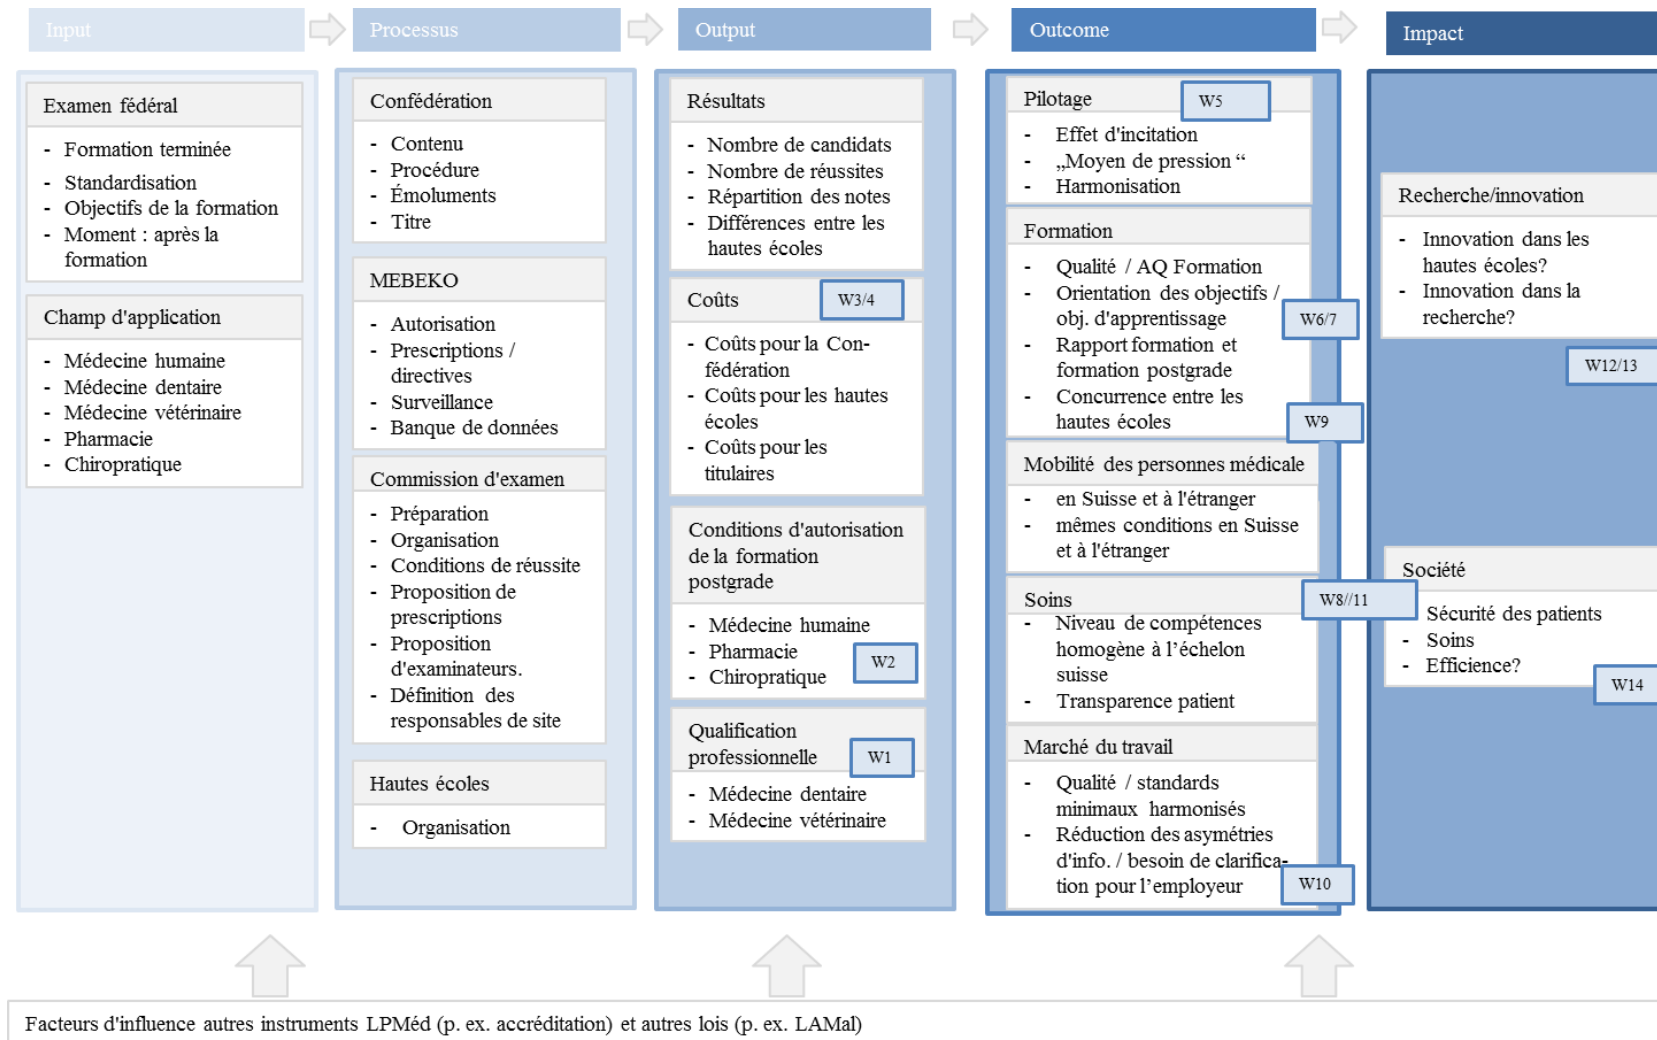 Input
Processus
Output
Outcome
Impact
Examen fédéral
- Formation terminée
- Standardisation
- Objectifs de la formation
- Moment : après la
formation
Champ d'application
- Médecine humaine
- Médecine dentaire
- Médecine vétérinaire
- Pharmacie
- Chiropratique
Confédération
- Contenu
- Procédure
- Émoluments
- Titre
MEBEKO
- Autorisation
- Prescriptions /
directives
- Surveillance
- Banque de données
Commission d'examen
- Préparation
- Organisation
- Conditions de réussite
- Proposition de
prescriptions
- Proposition
d'examinateurs.
- Définition des
responsables de site
Hautes écoles
- Organisation
Résultats
- Nombre de candidats
- Nombre de réussites
- Répartition des notes
- Différences entre les
hautes écoles
Coûts
W3/4
- Coûts pour la Con-
fédération
- Coûts pour les hautes
écoles
- Coûts pour les
titulaires
Conditions d'autorisation
de la formation
postgrade
- Médecine humaine
- Pharmacie
- Chiropratique
W2
Qualification
professionnelle
W1
- Médecine dentaire
- Médecine vétérinaire
Pilotage
W5
- Effet d'incitation
- „Moyen de pression “
- Harmonisation
Formation
- Qualité / AQ Formation
- Orientation des objectifs /
obj. d'apprentissage
W6/7
- Rapport formation et
formation postgrade
- Concurrence entre les
hautes écoles
W9
Mobilité des personnes médicale
- en Suisse et à l'étranger
- mêmes conditions en Suisse
et à l'étranger
Soins
W8//11
- Niveau de compétences
homogène à l’échelon
suisse
- Transparence patient
Marché du travail
- Qualité / standards
minimaux harmonisés
- Réduction des asymétries
d'info. / besoin de clarifica-
tion pour l’employeur
W10
Recherche/innovation
- Innovation dans les
hautes écoles?
- Innovation dans la
recherche?
W12/13
Société
Sécurité des patients
- Soins
- Efficience?
W14
Facteurs d'influence autres instruments LPMéd (p. ex. accréditation) et autres lois (p. ex. LAMal)